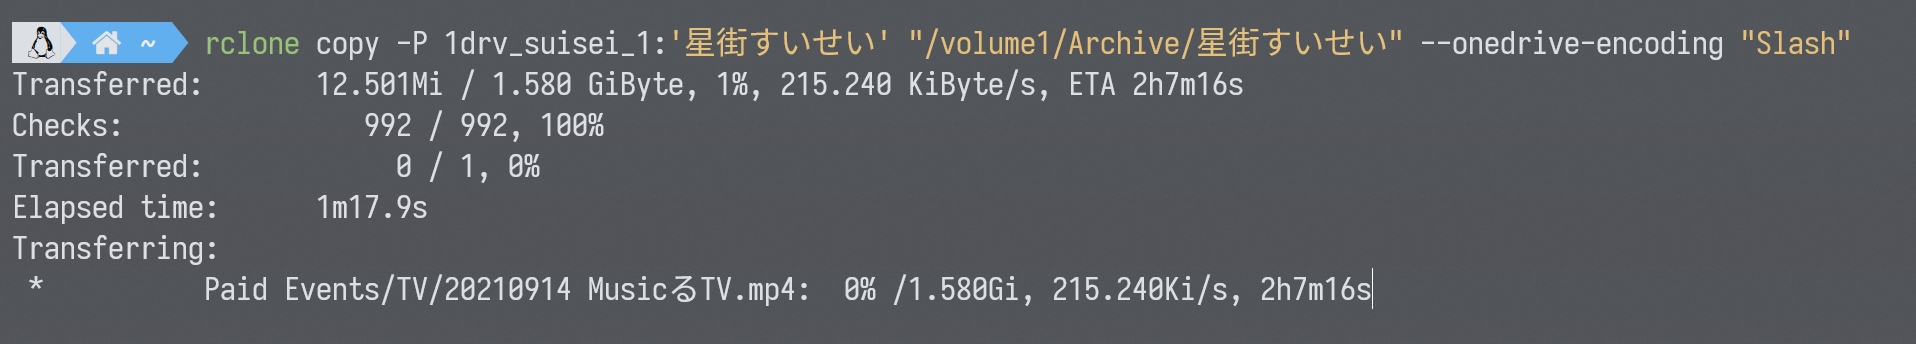 ~ rclone copy -P 1drv_suisei_1:'星街すいせい' "/volume1/Archive/星街すいせい" --onedrive-encoding "Slash"
Transferred: 12.501Mi / 1.580 GiByte, 1%, 215.240 KiByte/s, ETA 2h7m16s
Checks: 992 / 992, 100%
Transferred: 0 / 1, 0%
Elapsed time: 1m17.9s
Transferring:
* Paid Events/TV/20210914 MusicるTV.mp4: 0% /1.580Gi, 215.240Ki/s, 2h7m16s